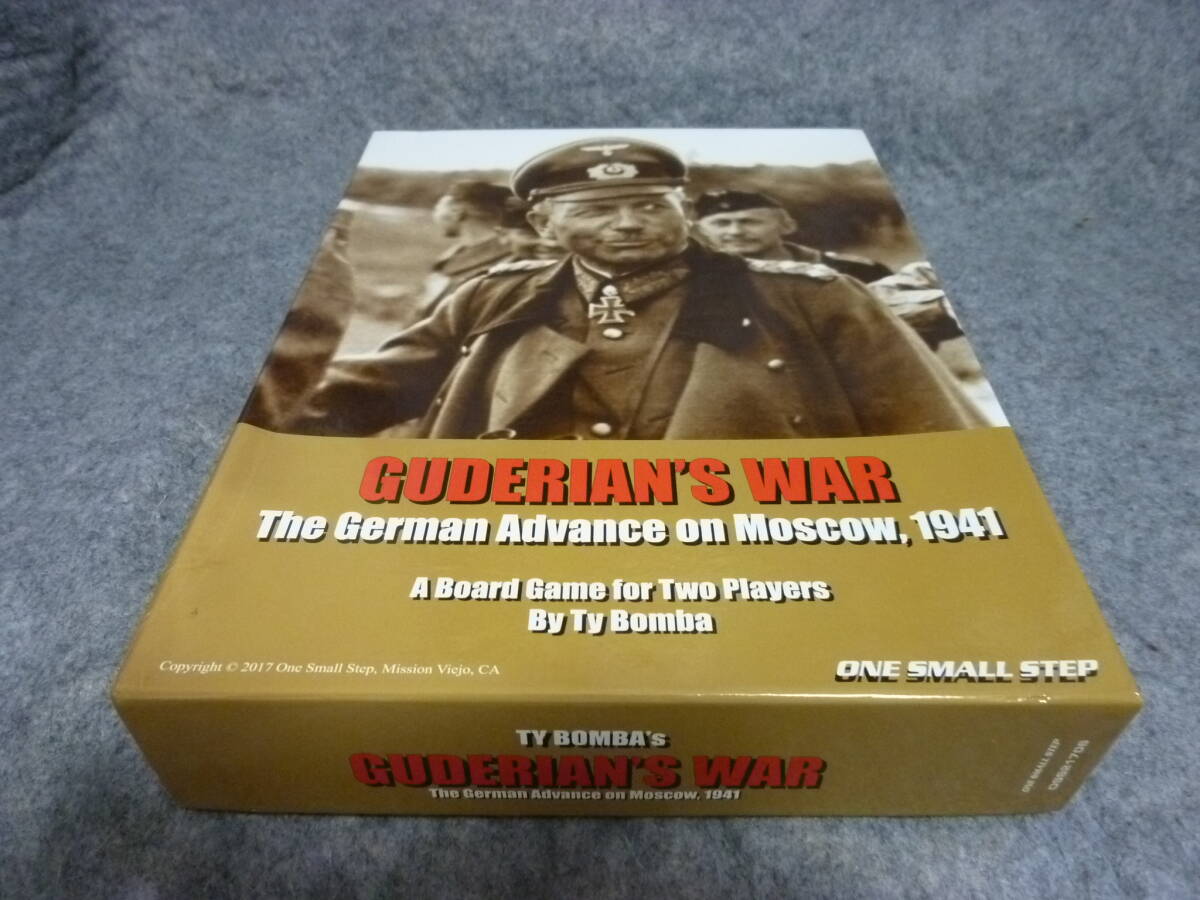 GUDERIAN'S WAR
The German Advance on Moscow, 1941
A Board Game for Two Players
By Ty Bomba
Copyright © 2017 One Small Step, Mission Viejo, CA
ONE SMALL STEP
TY BOMBA's
GUDERIAN'S WAR
The German Advance on Moscow, 1941
ONE SMALL STEP
OSS21706